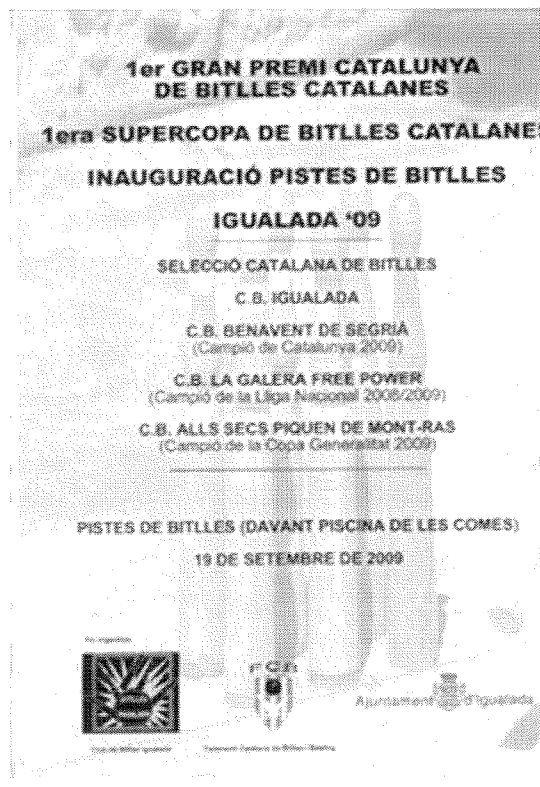 1er GRAN PREMI CATALUNYA
DE BITLLES CATALANES
1era SUPERCOPA DE BITLLES CATALANES
INAUGURACIÓ PISTES DE BITLLES
IGUALADA '09
SELECCIÓ CATALANA DE BITLLES
C.B. IGUALADA
C.B. BENAVENT DE SEGRIÀ
(Campió de Catalunya 2009)
C.B. LA GALERA FREE POWER
(Campió de la Lliga Nacional 2008/2009)
C.B. ALLS SECS PIQUEN DE MONT-RAS
(Campió de la Copa Generalitat 2009)
PISTES DE BITLLES (DAVANT PISCINA DE LES COMES)
19 DE SETEMBRE DE 2009
FCB
Ajuntament d'Igualada